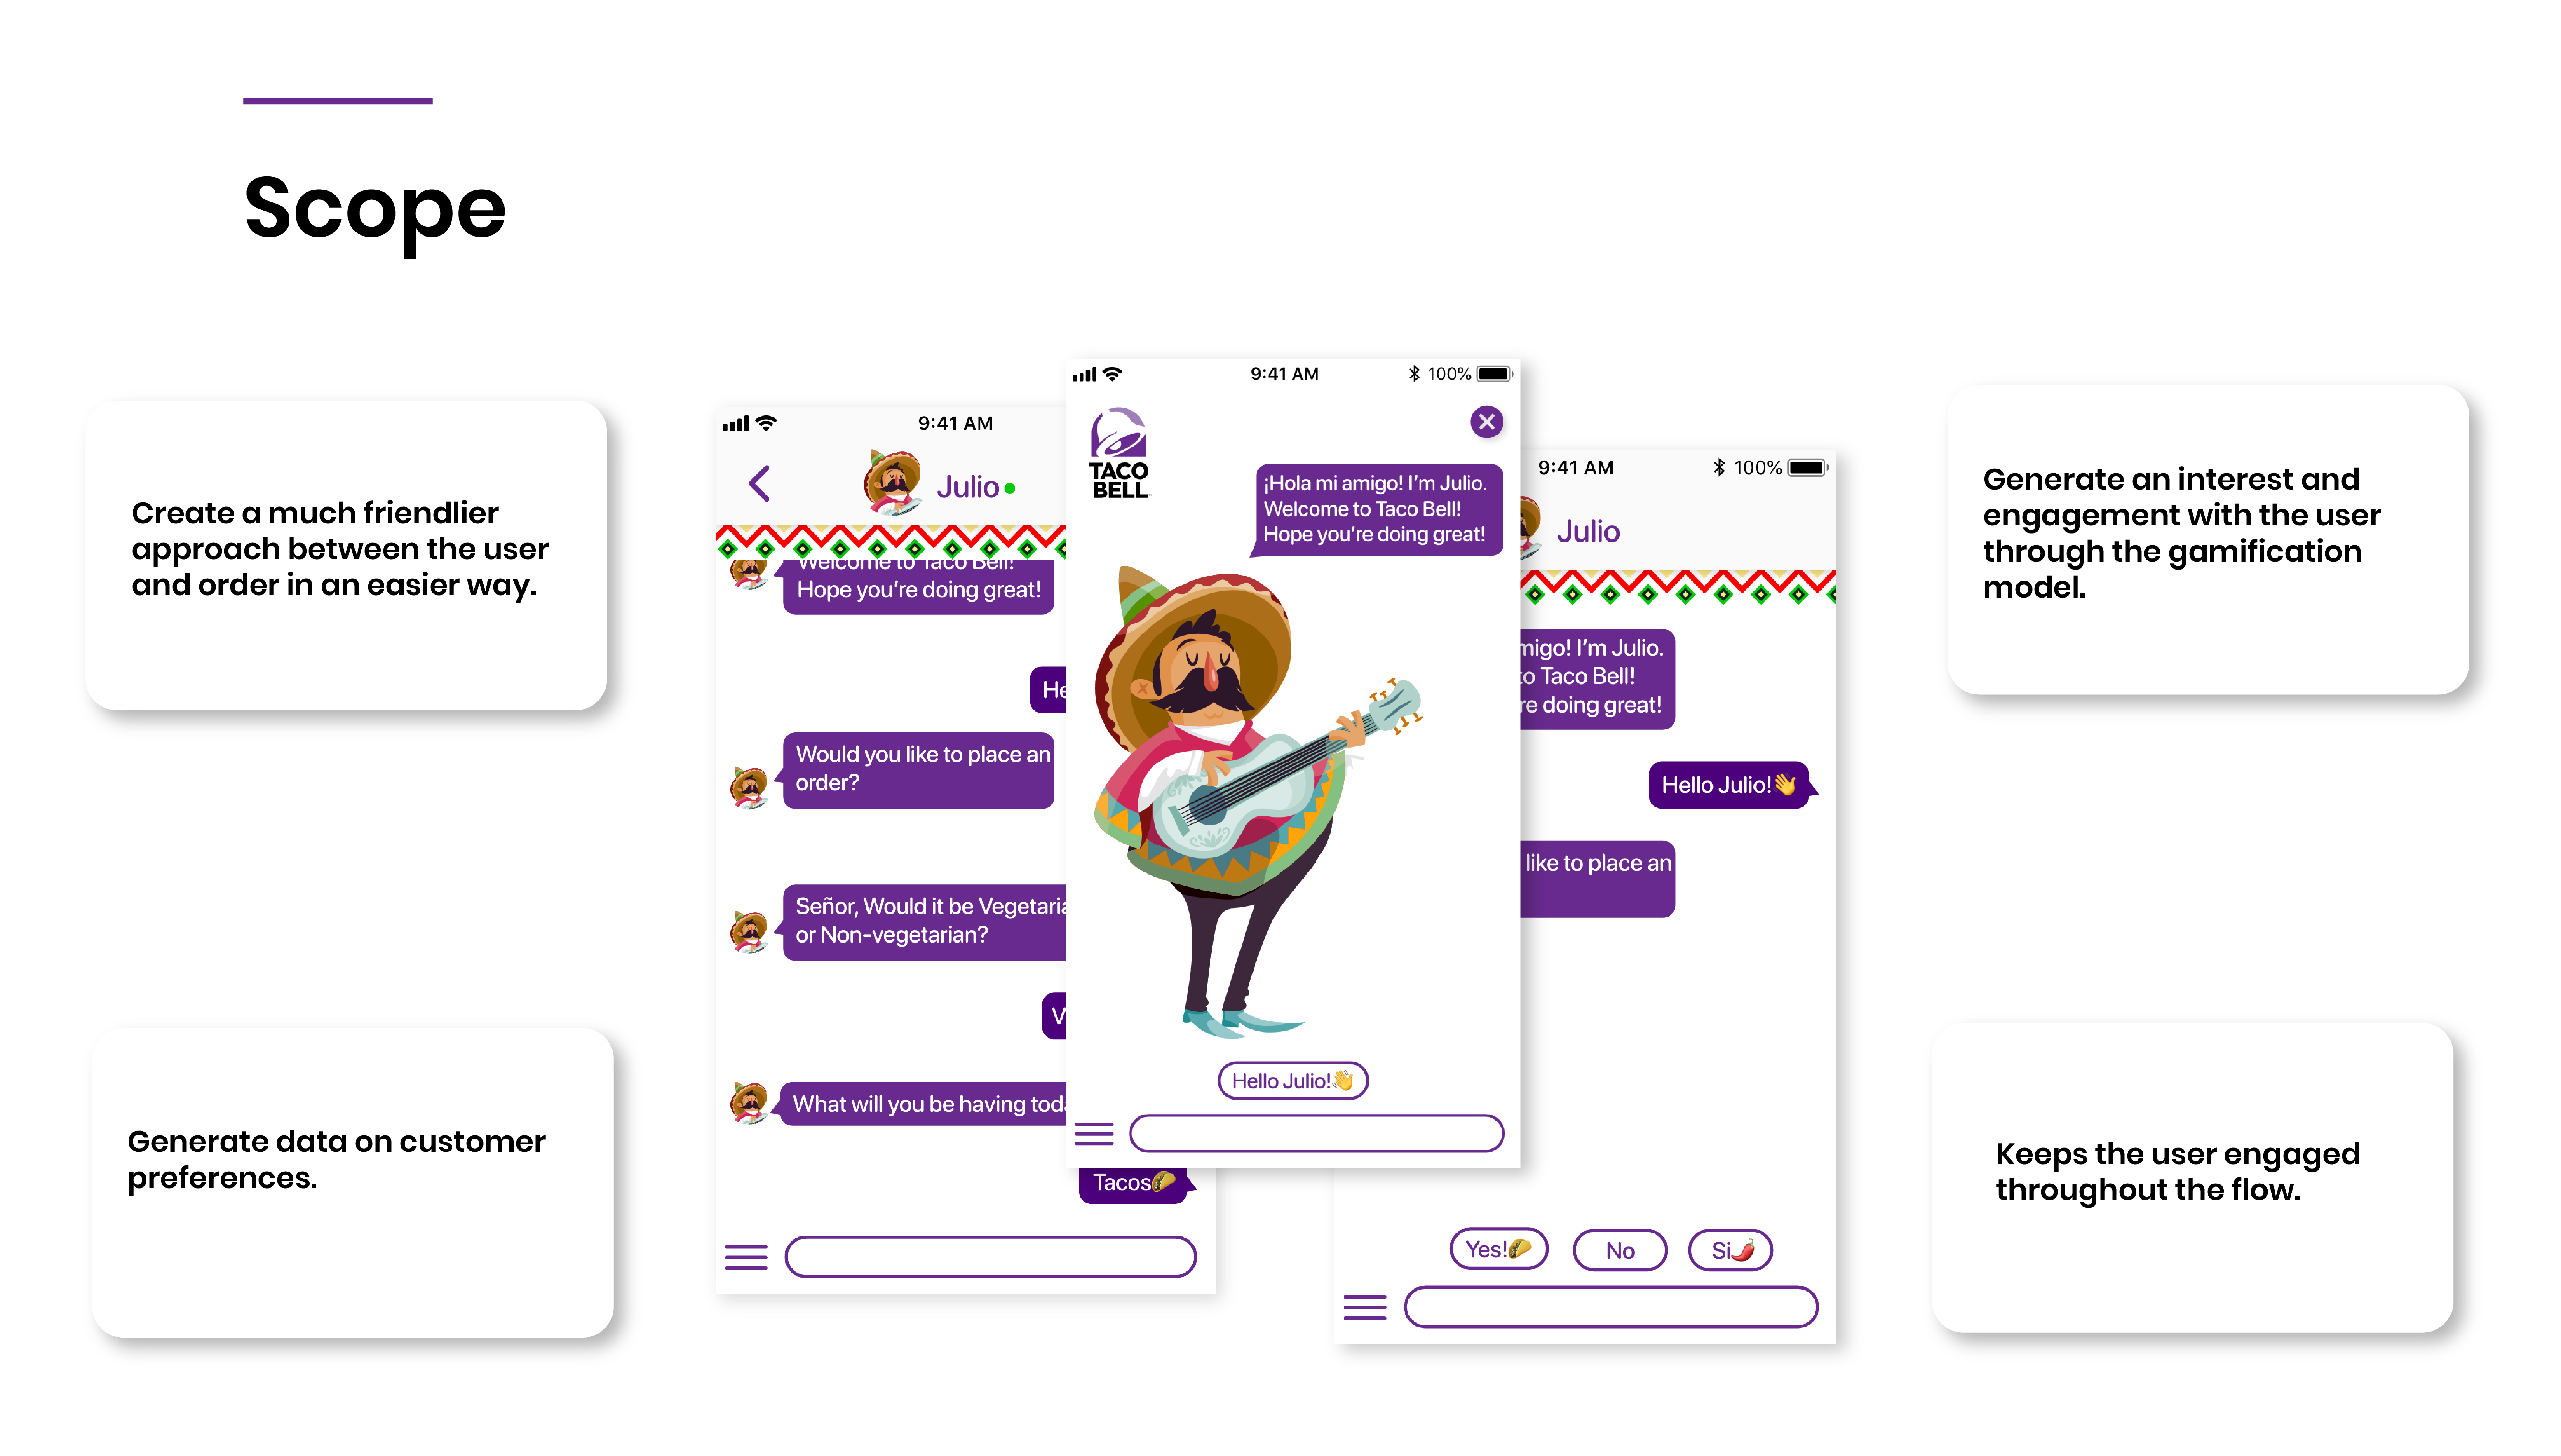 Scope
Create a much friendlier
approach between the user
and order in an easier way.
Generate data on customer
preferences.
9:41 AM
Julio
Welcome to Taco Bell!
Hope you're doing great!
He
Would you like to place an
order?
Señor, Would it be Vegetaria
or Non-vegetarian?
V
What will you be having toda
Tacos🌮
9:41 AM
100%
TACO
BELL
¡Hola mi amigo! I'm Julio.
Welcome to Taco Bell!
Hope you're doing great!
Hello Julio!👋
9:41 AM
100%
Julio
migo! I'm Julio.
to Taco Bell!
re doing great!
Hello Julio!👋
like to place an
Yes!🌮
No
Si🌶️
Generate an interest and
engagement with the user
through the gamification
model.
Keeps the user engaged
throughout the flow.